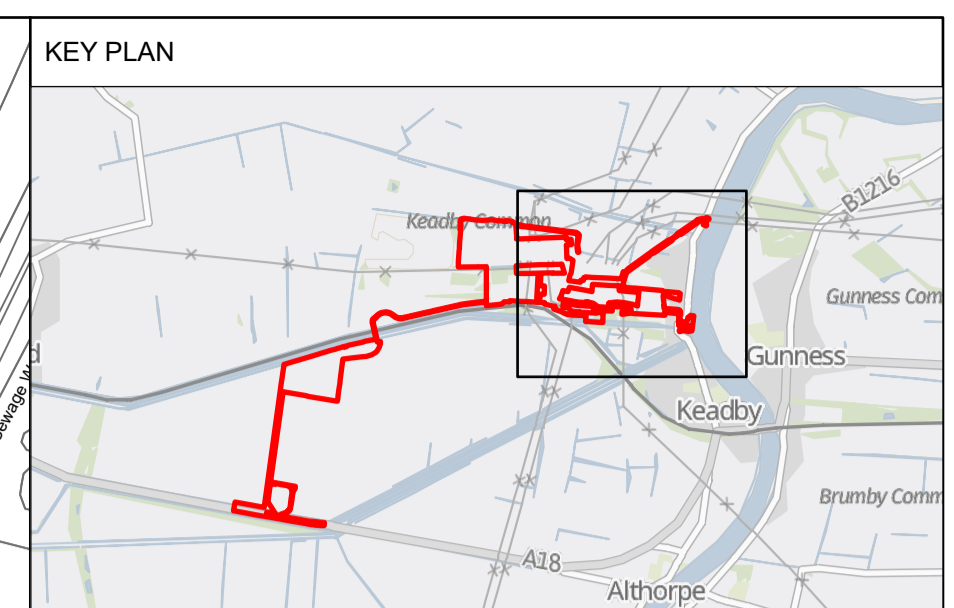 KEY PLAN
B1216
Keadby Common
Gunness Com
Gunness
d
Keadby
Brumby Comm
A18
Althorpe